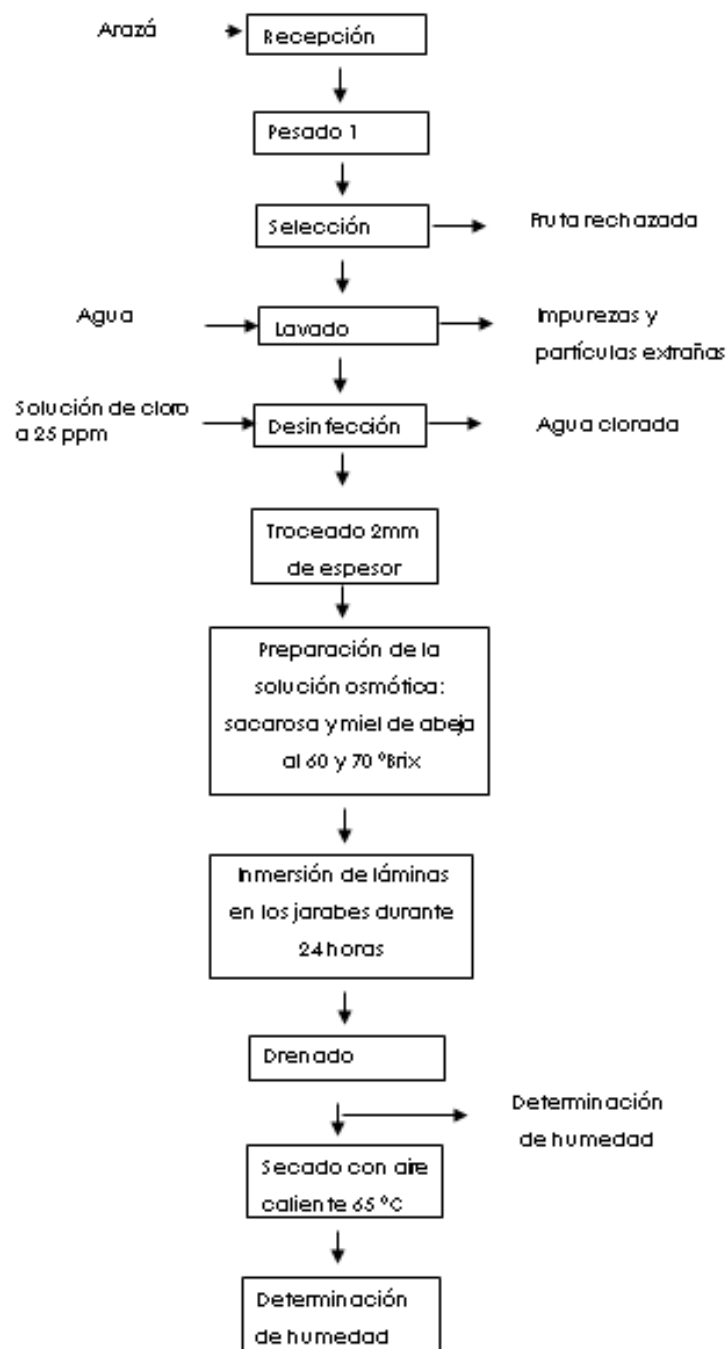 Arazá
Recepción
Pesado 1
Selección
Fruta rechazada
Agua
Lavado
Impurezas y
partículas extrañas
Solución de cloro
a 25 ppm
Desinfección
Agua clorada
Troceado 2mm
de espesor
Preparación de la
solución osmótica:
sacarosa y miel de abeja
al 60 y 70 ºBrix
Inmersión de láminas
en los jarabes durante
24 horas
Drenado
Determinación
de humedad
Secado con aire
caliente 65 ºC
Determinación
de humedad